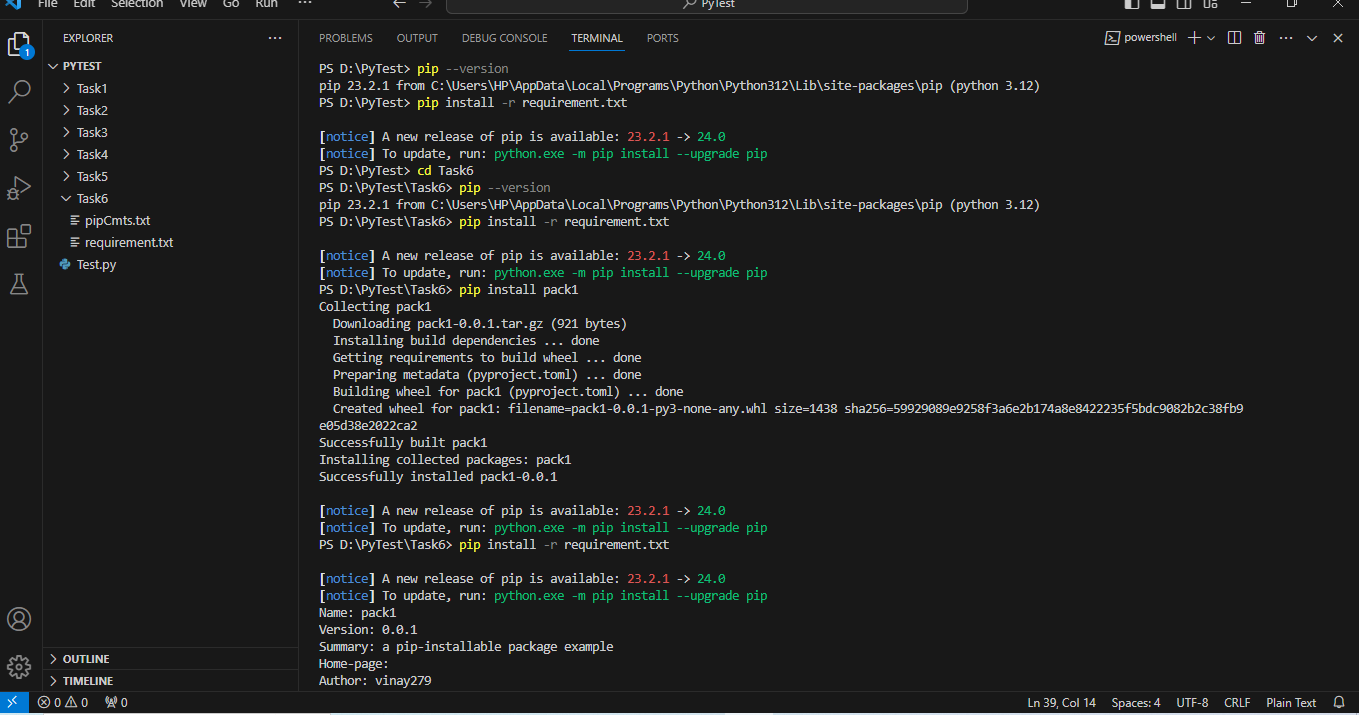 File Edit Selection View Go Run ···
PyTest
EXPLORER
PYTEST
Task1
Task2
Task3
Task4
Task5
Task6
pipCmts.txt
requirement.txt
Test.py
OUTLINE
TIMELINE
1
PROBLEMS OUTPUT DEBUG CONSOLE TERMINAL PORTS
powershell
PS D:\PyTest> pip --version
pip 23.2.1 from C:\Users\HP\AppData\Local\Programs\Python\Python312\Lib\site-packages\pip (python 3.12)
PS D:\PyTest> pip install -r requirement.txt
[notice] A new release of pip is available: 23.2.1 -> 24.0
[notice] To update, run: python.exe -m pip install --upgrade pip
PS D:\PyTest> cd Task6
PS D:\PyTest\Task6> pip --version
pip 23.2.1 from C:\Users\HP\AppData\Local\Programs\Python\Python312\Lib\site-packages\pip (python 3.12)
PS D:\PyTest\Task6> pip install -r requirement.txt
[notice] A new release of pip is available: 23.2.1 -> 24.0
[notice] To update, run: python.exe -m pip install --upgrade pip
PS D:\PyTest\Task6> pip install pack1
Collecting pack1
  Downloading pack1-0.0.1.tar.gz (921 bytes)
  Installing build dependencies ... done
  Getting requirements to build wheel ... done
  Preparing metadata (pyproject.toml) ... done
  Building wheel for pack1 (pyproject.toml) ... done
  Created wheel for pack1: filename=pack1-0.0.1-py3-none-any.whl size=1438 sha256=59929089e9258f3a6e2b174a8e8422235f5bdc9082b2c38fb9
e05d38e2022ca2
Successfully built pack1
Installing collected packages: pack1
Successfully installed pack1-0.0.1
[notice] A new release of pip is available: 23.2.1 -> 24.0
[notice] To update, run: python.exe -m pip install --upgrade pip
PS D:\PyTest\Task6> pip install -r requirement.txt
[notice] A new release of pip is available: 23.2.1 -> 24.0
[notice] To update, run: python.exe -m pip install --upgrade pip
Name: pack1
Version: 0.0.1
Summary: a pip-installable package example
Home-page:
Author: vinay279
0 0 0
Ln 39, Col 14 Spaces: 4 UTF-8 CRLF Plain Text